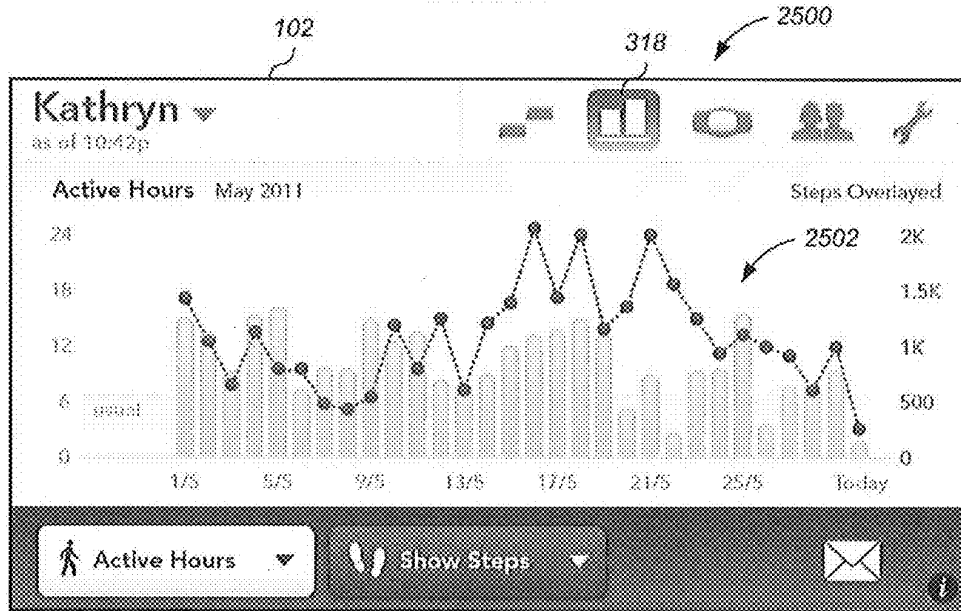 2500
102
318
Kathryn
as of 10:42p
Active Hours May 2011 Steps Overlayed
24 2K
2502
18 1.5K
12 1K
6 500
usual
0 0
1/5 5/5 9/5 13/5 17/5 21/5 25/5 Today
Active Hours Show Steps
i